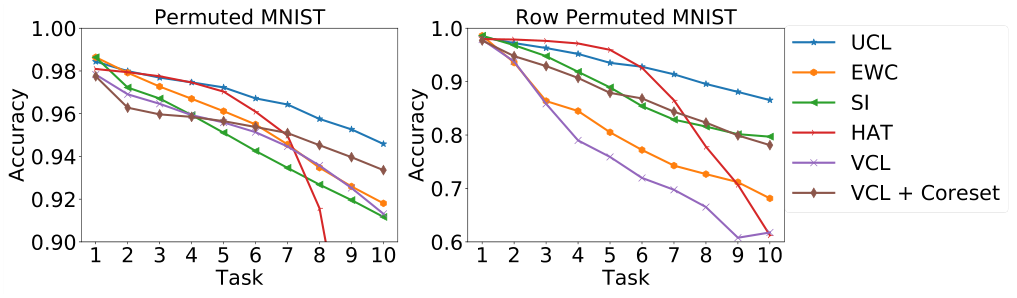 Permuted MNIST
1.00
0.98
0.96
0.94
0.92
0.90
Accuracy
1 2 3 4 5 6 7 8 9 10
Task
Row Permuted MNIST
1.0
0.9
0.8
0.7
0.6
Accuracy
1 2 3 4 5 6 7 8 9 10
Task
UCL
EWC
SI
HAT
VCL
VCL + Coreset